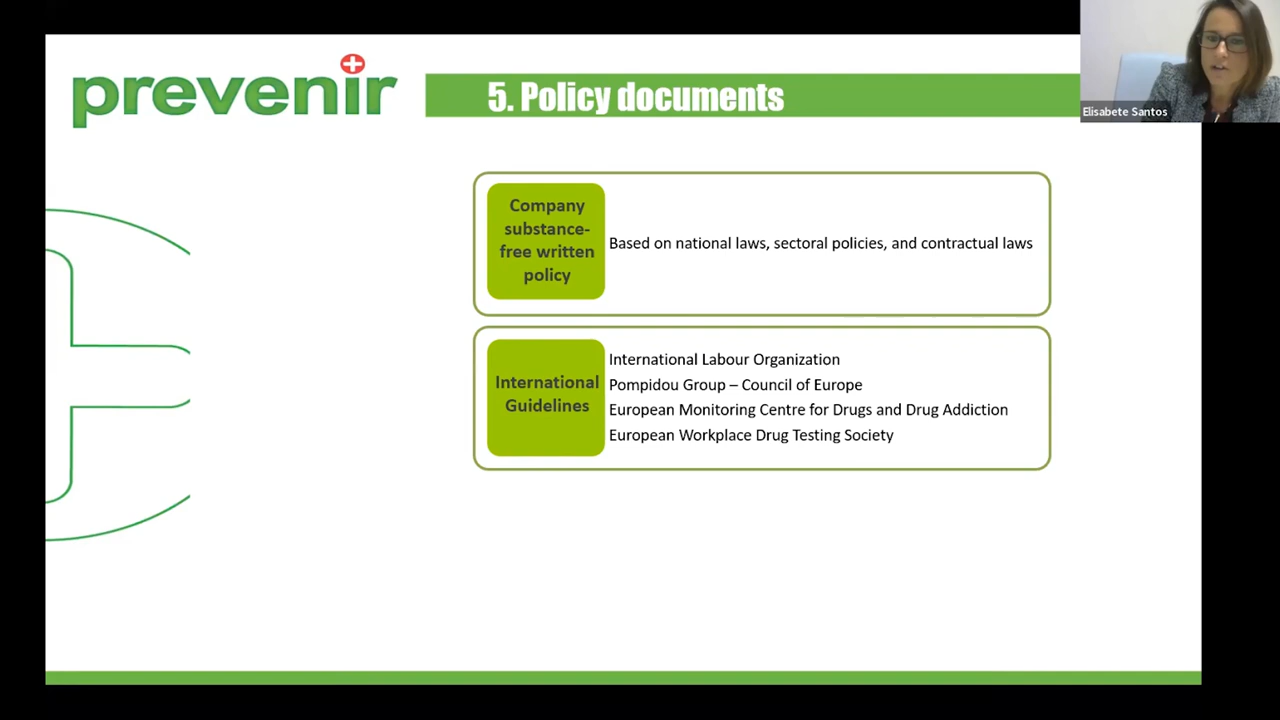 prevenir
5. Policy documents
Elisabete Santos
Company
substance-
free written
policy
Based on national laws, sectoral policies, and contractual laws
International
Guidelines
International Labour Organization
Pompidou Group – Council of Europe
European Monitoring Centre for Drugs and Drug Addiction
European Workplace Drug Testing Society